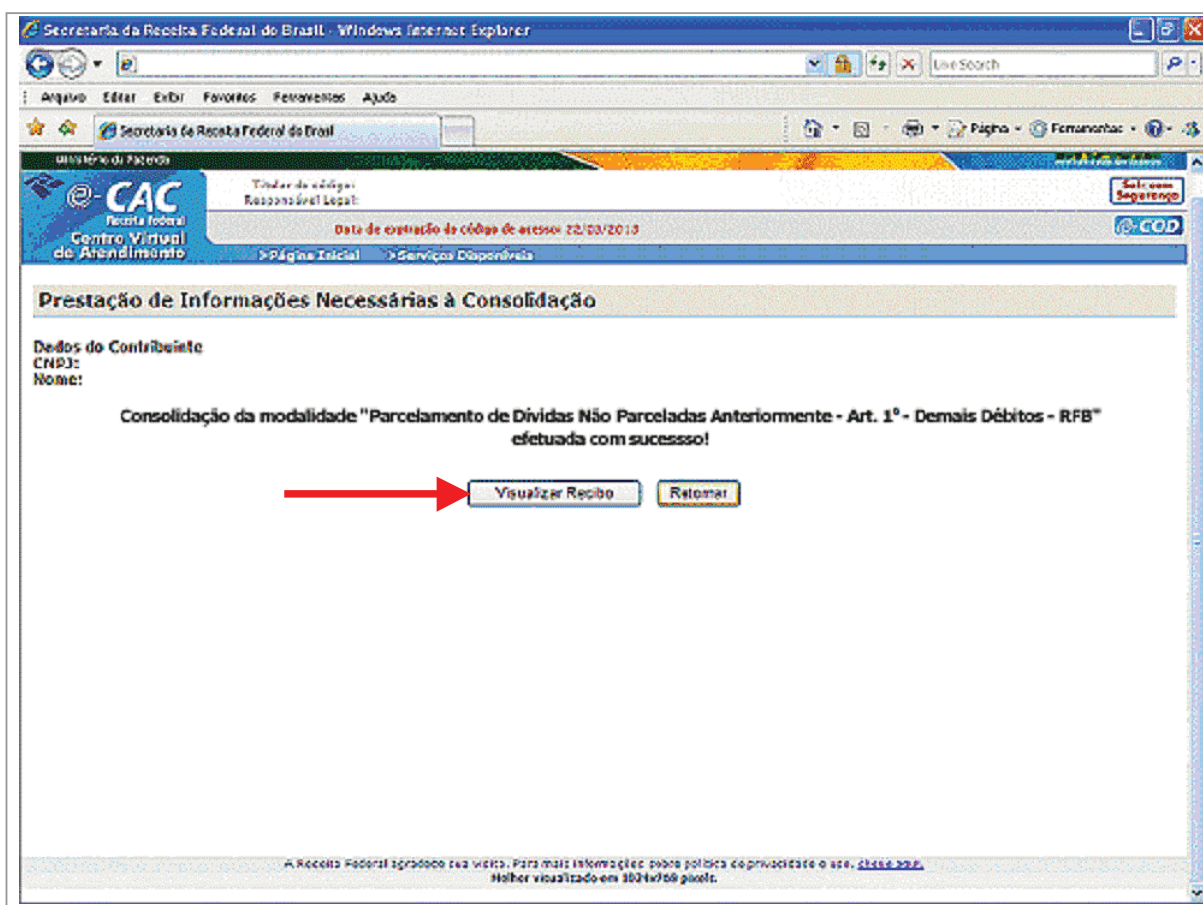 Secretaria da Receita Federal do Brasil - Windows Internet Explorer
Live Search
Arquivo Editar Exibir Favoritos Ferramentas Ajuda
Secretaria da Receita Federal do Brasil
Página Ferramentas
Ministério da Fazenda
e-CAC
Receita Federal
Centro Virtual
de Atendimento
Titular do código:
Responsável Legal:
Sair com
Segurança
Data de expiração do código de acesso: 22/03/2013
e-COD
>Página Inicial >Serviços Disponíveis
Prestação de Informações Necessárias à Consolidação
Dados do Contribuinte
CNPJ:
Nome:
Consolidação da modalidade "Parcelamento de Dívidas Não Parceladas Anteriormente - Art. 1º - Demais Débitos - RFB"
efetuada com sucessso!
Visualizar Recibo Retornar
A Receita Federal agradece sua visita. Para mais informações sobre política de privacidade e uso, clique aqui.
Melhor visualizado em 1024x768 pixels.